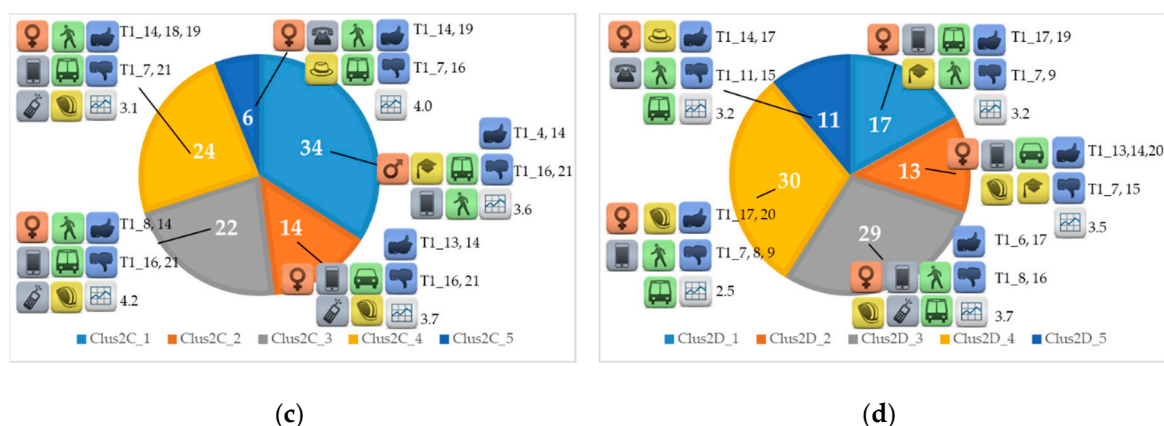 T1_14, 18, 19
T1_7, 21
3.1
T1_14, 19
T1_7, 16
4.0
6
34
24
22
14
T1_4, 14
T1_16, 21
3.6
T1_8, 14
T1_16, 21
4.2
T1_13, 14
T1_16, 21
3.7
Clus2C_1 Clus2C_2 Clus2C_3 Clus2C_4 Clus2C_5
(c)
T1_14, 17
T1_11, 15
3.2
T1_17, 19
T1_7, 9
3.2
11
17
13
30
29
T1_13,14,20
T1_7, 15
3.5
T1_17, 20
T1_7, 8, 9
2.5
T1_6, 17
T1_8, 16
3.7
Clus2D_1 Clus2D_2 Clus2D_3 Clus2D_4 Clus2D_5
(d)